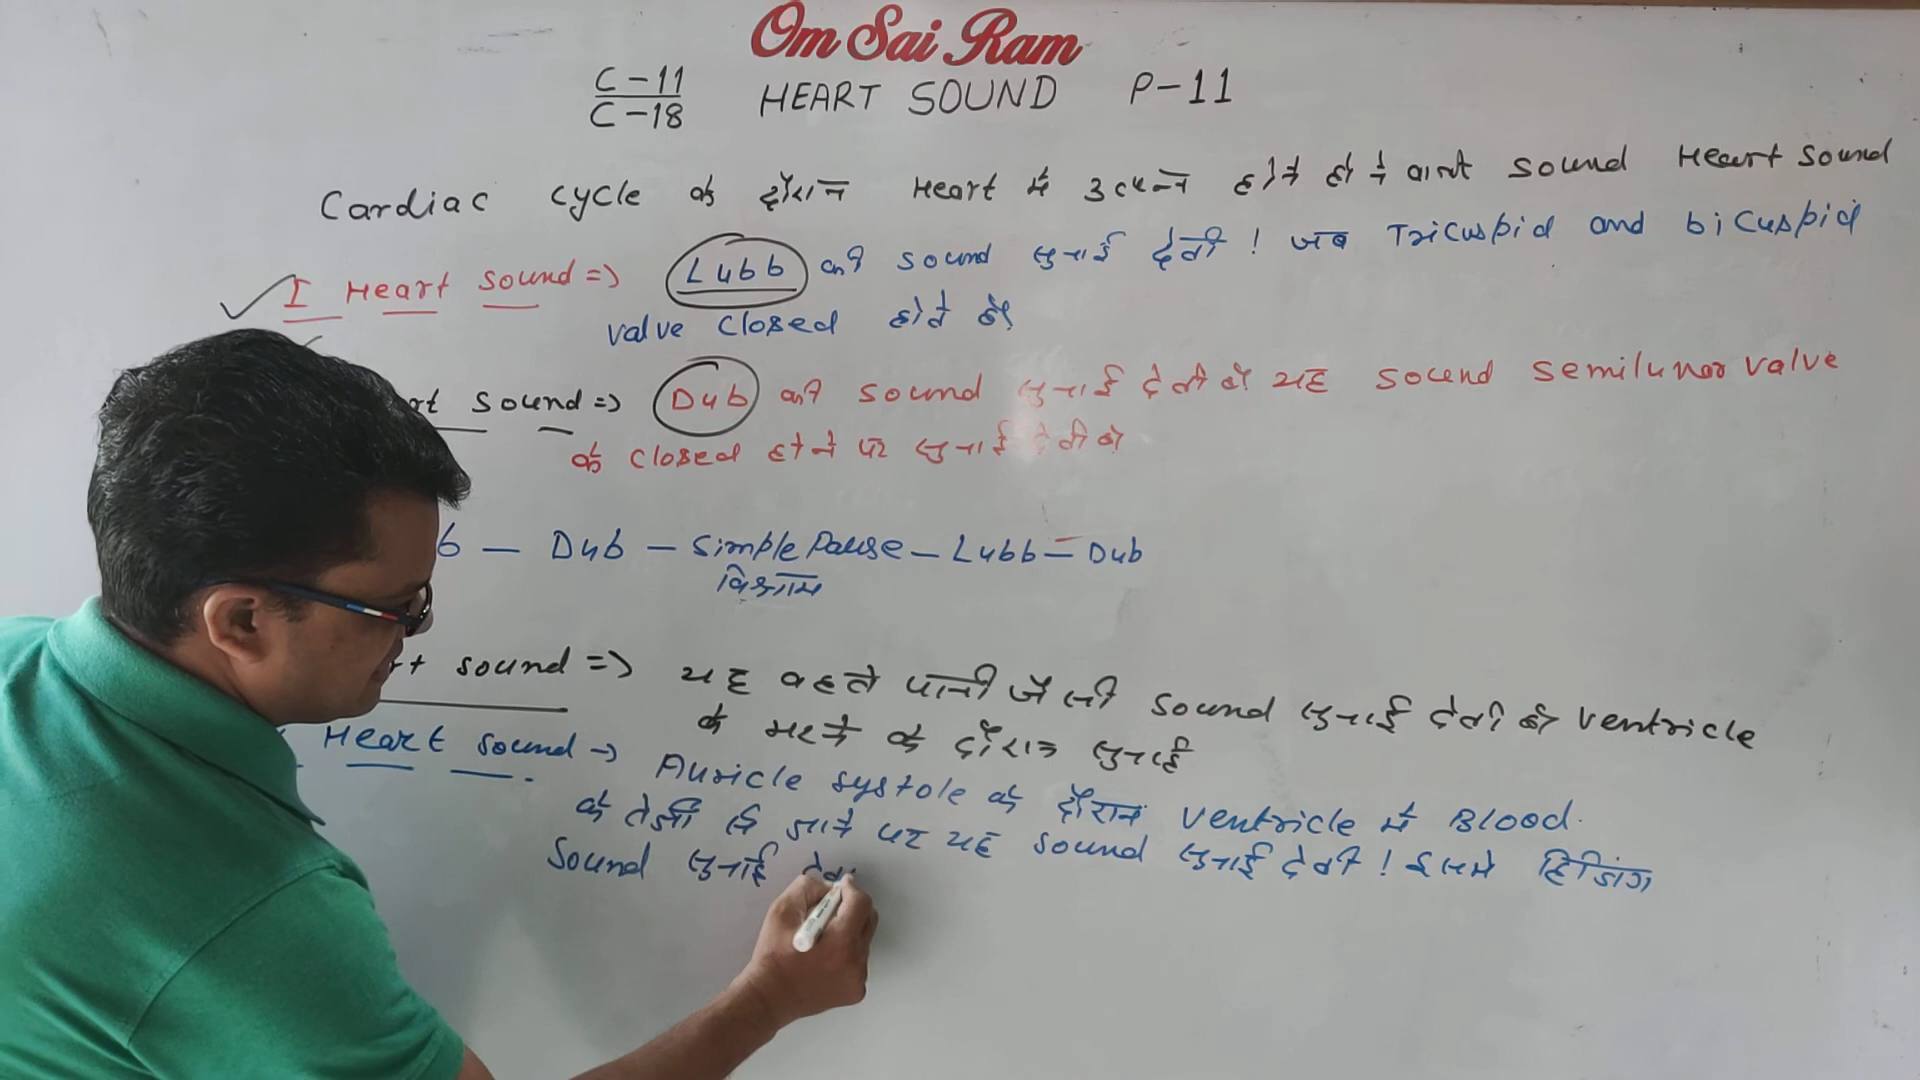 Om Sai Ram
C-11
C-18
HEART SOUND P-11
Cardiac cycle के दौरान Heart में उत्पन्न होने वाली Sound Heart Sound
I Heart Sound => Lubb की sound सुनाई देती ! जब Tricuspid and bicuspid
valve closed होते है
rt sound => Dub की sound सुनाई देती है यह sound semilunar valve
के closed होने पर सुनाई देती है
b — Dub — simple Pause — Lubb — Dub
विश्राम
rt sound => यह बहते पानी जैसी sound सुनाई देती है ventricle
के भरने के दौरान सुनाई
Heart sound -> Auricle systole के दौरान ventricle में Blood.
के तेजी से जाने पर यह sound सुनाई देती ! इसमे हिसिंग
Sound सुनाई देती